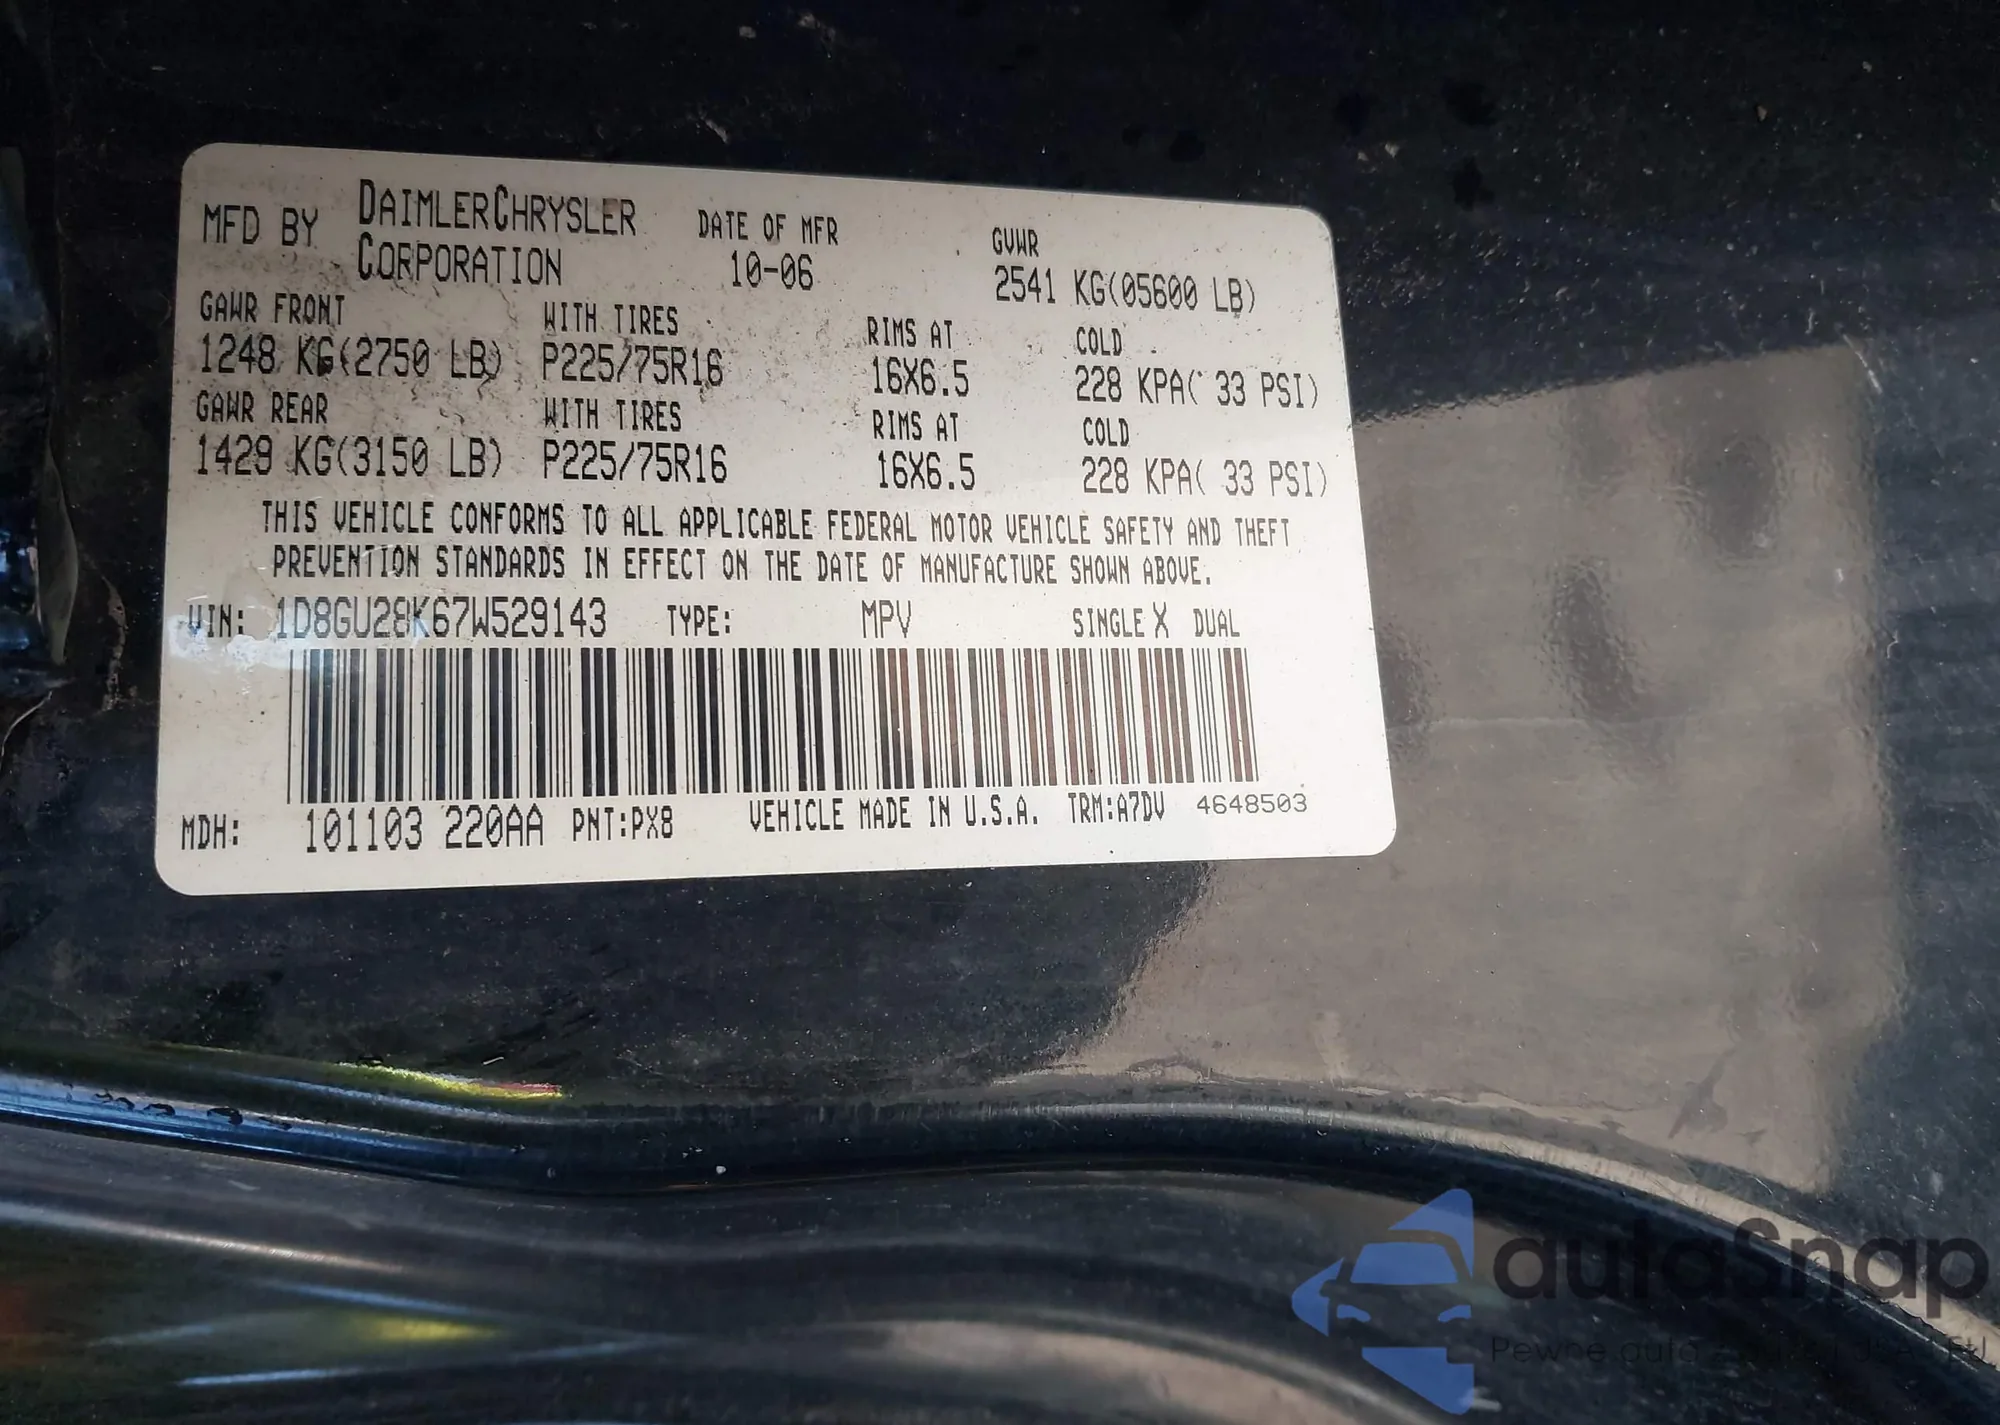 MFD BY DAIMLERCHRYSLER CORPORATION DATE OF MFR 10-06 GVWR 2541 KG(05600 LB)
GAWR FRONT WITH TIRES RIMS AT COLD
1248 KG(2750 LB) P225/75R16 16X6.5 228 KPA( 33 PSI)
GAWR REAR WITH TIRES RIMS AT COLD
1429 KG(3150 LB) P225/75R16 16X6.5 228 KPA( 33 PSI)
THIS VEHICLE CONFORMS TO ALL APPLICABLE FEDERAL MOTOR VEHICLE SAFETY AND THEFT
PREVENTION STANDARDS IN EFFECT ON THE DATE OF MANUFACTURE SHOWN ABOVE.
VIN: 1D8GU28K67W529143 TYPE: MPV SINGLE X DUAL
MDH: 101103 220AA PNT:PX8 VEHICLE MADE IN U.S.A. TRM:A7DV 4648503
autoSnap
Pewne auto z